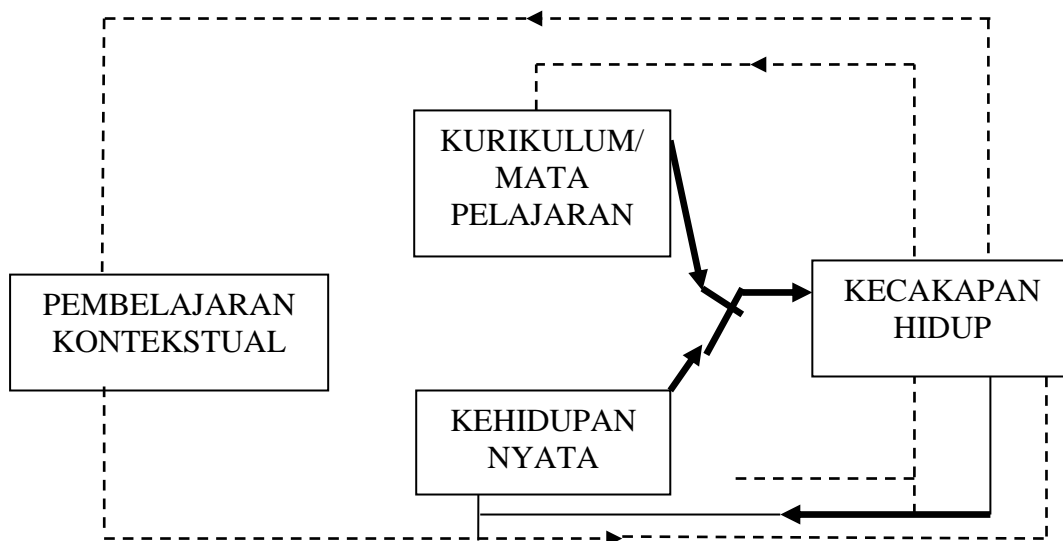 KURIKULUM/
MATA
PELAJARAN
PEMBELAJARAN
KONTEKSTUAL
KECAKAPAN
HIDUP
KEHIDUPAN
NYATA